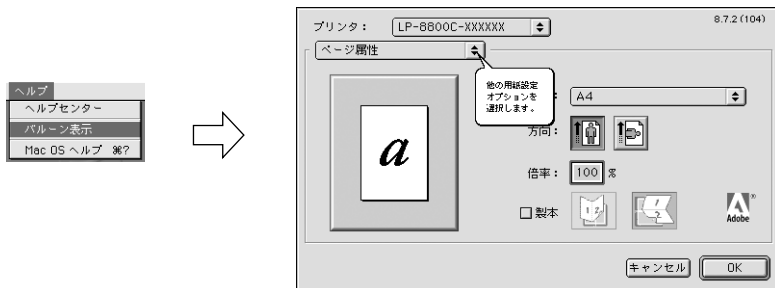 ヘルプ
ヘルプセンター
バルーン表示
Mac OS ヘルプ ⌘?
プリンタ： LP-8800C-XXXXXX
8.7.2 (104)
ページ属性
他の用紙設定
オプションを
選択します。
： A4
方向：
a
倍率： 100 %
製本
1 2
2
Adobe
キャンセル OK